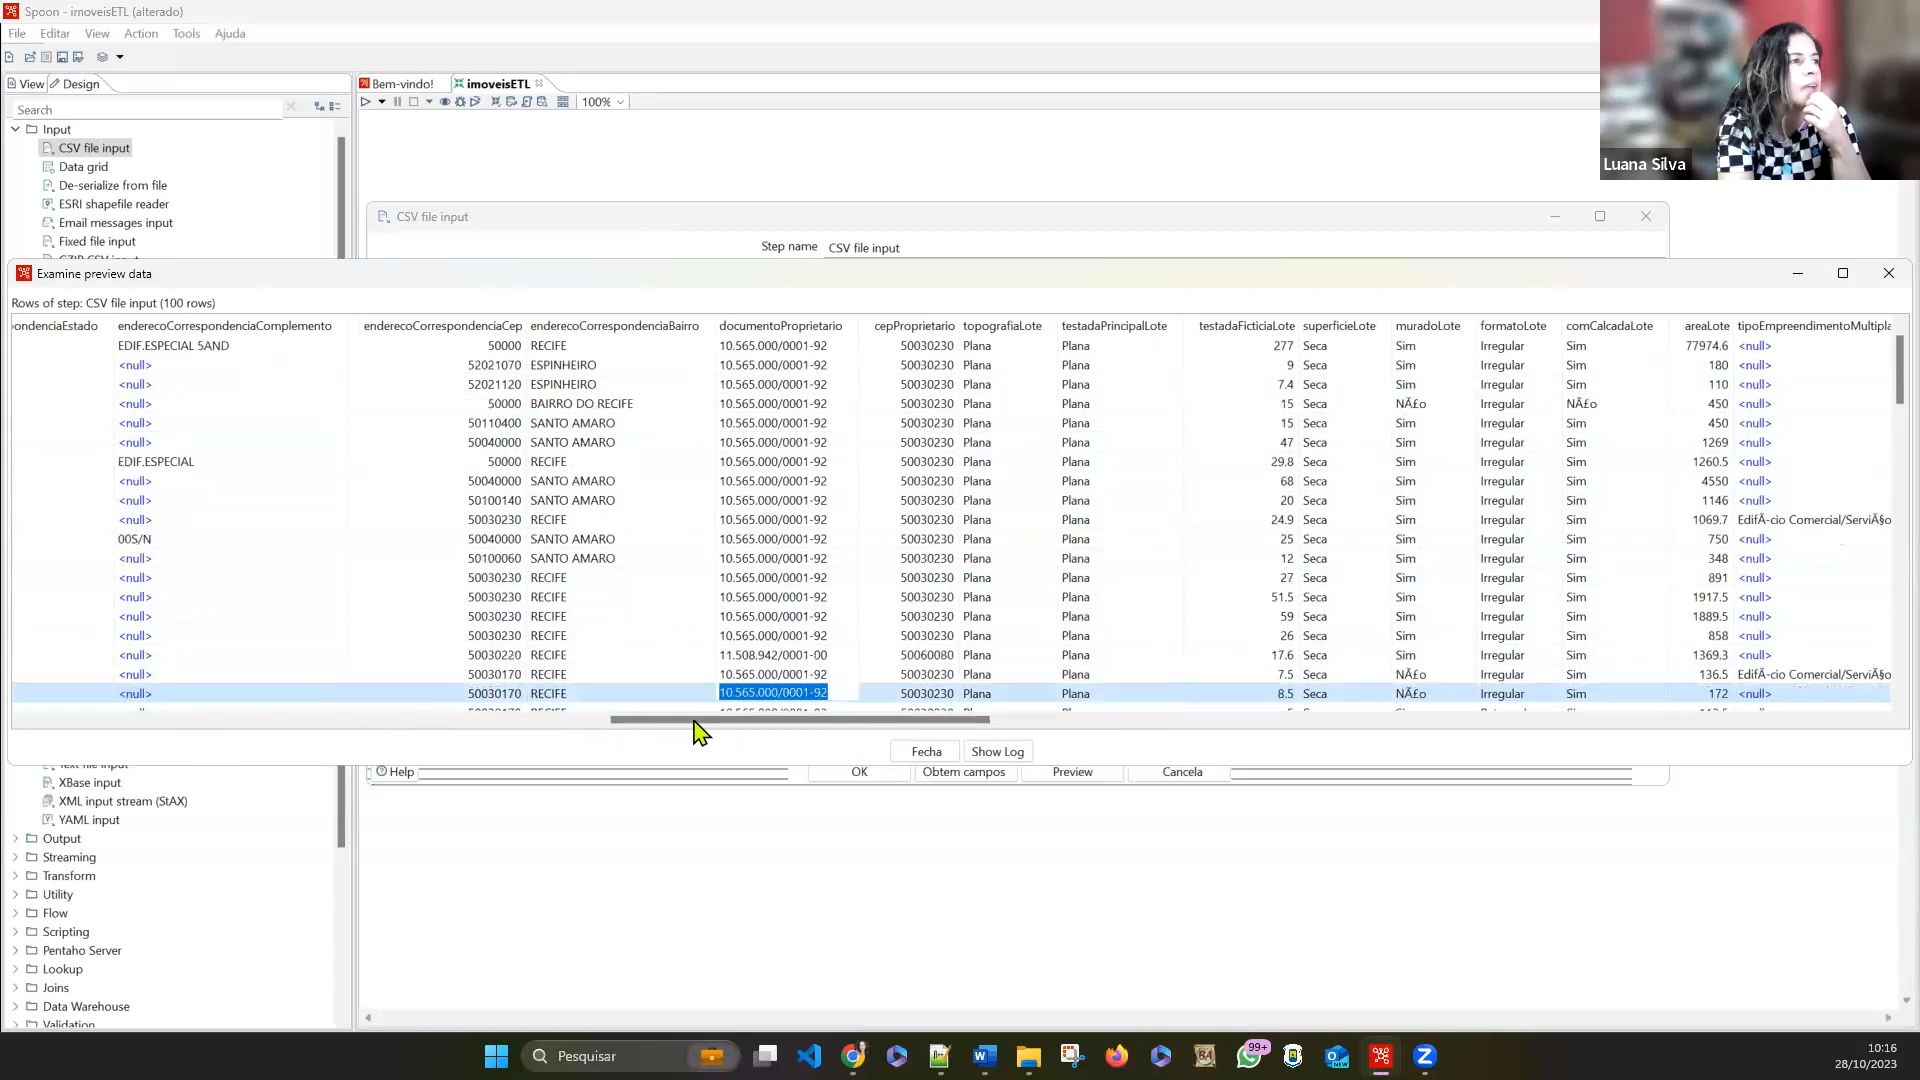 Spoon - imoveisETL (alterado)
File Editar View Action Tools Ajuda
View Design
Bem-vindo! imoveisETL
Search
100%
Input
CSV file input
Data grid
De-serialize from file
ESRI shapefile reader
Email messages input
Fixed file input
Luana Silva
CSV file input
Step name CSV file input
Examine preview data
Rows of step: CSV file input (100 rows)
ondenciaEstado enderecoCorrespondenciaComplemento enderecoCorrespondenciaCep enderecoCorrespondenciaBairro documentoProprietario cepProprietario topografiaLote testadaPrincipalLote testadaFicticiaLote superficieLote muradoLote formatoLote comCalcadaLote areaLote tipoEmpreendimentoMultipla
EDIF.ESPECIAL 5AND 50000 RECIFE 10.565.000/0001-92 50030230 Plana Plana 277 Seca Sim Irregular Sim 77974.6 <null>
<null> 52021070 ESPINHEIRO 10.565.000/0001-92 50030230 Plana Plana 9 Seca Sim Irregular Sim 180 <null>
<null> 52021120 ESPINHEIRO 10.565.000/0001-92 50030230 Plana Plana 7.4 Seca Sim Irregular Sim 110 <null>
<null> 50000 BAIRRO DO RECIFE 10.565.000/0001-92 50030230 Plana Plana 15 Seca NÃ£o Irregular NÃ£o 450 <null>
<null> 50110400 SANTO AMARO 10.565.000/0001-92 50030230 Plana Plana 15 Seca Sim Irregular Sim 450 <null>
<null> 50040000 SANTO AMARO 10.565.000/0001-92 50030230 Plana Plana 47 Seca Sim Irregular Sim 1269 <null>
EDIF.ESPECIAL 50000 RECIFE 10.565.000/0001-92 50030230 Plana Plana 29.8 Seca Sim Irregular Sim 1260.5 <null>
<null> 50040000 SANTO AMARO 10.565.000/0001-92 50030230 Plana Plana 68 Seca Sim Irregular Sim 4550 <null>
<null> 50100140 SANTO AMARO 10.565.000/0001-92 50030230 Plana Plana 20 Seca Sim Irregular Sim 1146 <null>
<null> 50030230 RECIFE 10.565.000/0001-92 50030230 Plana Plana 24.9 Seca Sim Irregular Sim 1069.7 EdifÃ-cio Comercial/ServiÃ§o
00S/N 50040000 SANTO AMARO 10.565.000/0001-92 50030230 Plana Plana 25 Seca Sim Irregular Sim 750 <null>
<null> 50100060 SANTO AMARO 10.565.000/0001-92 50030230 Plana Plana 12 Seca Sim Irregular Sim 348 <null>
<null> 50030230 RECIFE 10.565.000/0001-92 50030230 Plana Plana 27 Seca Sim Irregular Sim 891 <null>
<null> 50030230 RECIFE 10.565.000/0001-92 50030230 Plana Plana 51.5 Seca Sim Irregular Sim 1917.5 <null>
<null> 50030230 RECIFE 10.565.000/0001-92 50030230 Plana Plana 59 Seca Sim Irregular Sim 1889.5 <null>
<null> 50030230 RECIFE 10.565.000/0001-92 50030230 Plana Plana 26 Seca Sim Irregular Sim 858 <null>
<null> 50030220 RECIFE 11.508.942/0001-00 50060080 Plana Plana 17.6 Seca Sim Irregular Sim 1369.3 <null>
<null> 50030170 RECIFE 10.565.000/0001-92 50030230 Plana Plana 7.5 Seca NÃ£o Irregular Sim 136.5 EdifÃ-cio Comercial/ServiÃ§o
<null> 50030170 RECIFE 10.565.000/0001-92 50030230 Plana Plana 8.5 Seca NÃ£o Irregular Sim 172 <null>
Fecha Show Log
Help OK Obtem campos Preview Cancela
XBase input
XML input stream (StAX)
YAML input
Output
Streaming
Transform
Utility
Flow
Scripting
Pentaho Server
Lookup
Joins
Data Warehouse
Validation
Pesquisar
99+
NEW
BA
10:16
28/10/2023